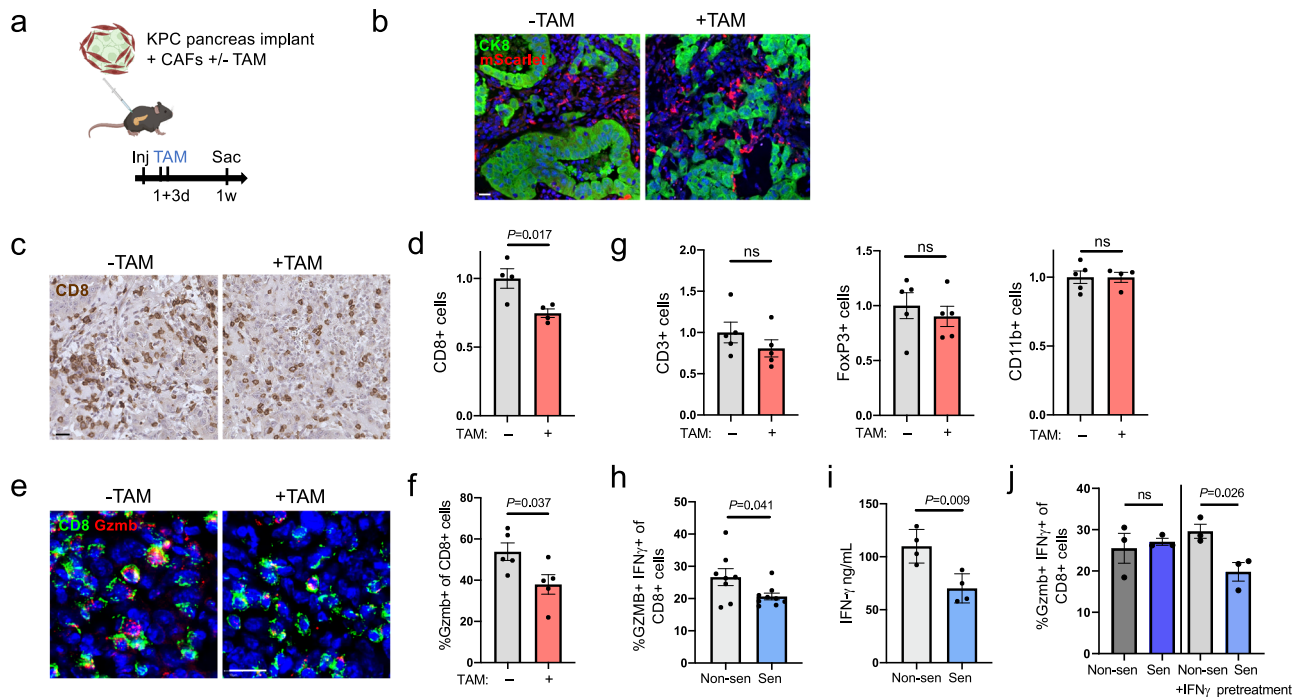 a
KPC pancreas implant
+ CAFs +/- TAM
Inj TAM Sac
1+3d 1w
b
-TAM +TAM
CK8
mScarlet
c
-TAM +TAM
CD8
d
P=0.017
CD8+ cells
1.5
1.0
0.5
0.0
TAM: – +
g
ns
CD3+ cells
2.0
1.5
1.0
0.5
0.0
TAM: – +
ns
FoxP3+ cells
1.5
1.0
0.5
0.0
TAM: – +
ns
CD11b+ cells
1.5
1.0
0.5
0.0
TAM: – +
e
-TAM +TAM
CD8 Gzmb
f
P=0.037
%Gzmb+ of CD8+ cells
80
60
40
20
0
TAM: – +
h
P=0.041
%GZMB+ IFNγ+ of
CD8+ cells
50
40
30
20
10
0
Non-sen Sen
i
P=0.009
IFN-γ ng/mL
150
100
50
0
Non-sen Sen
j
ns P=0.026
%Gzmb+ IFNγ+ of
CD8+ cells
40
30
20
10
0
Non-sen Sen Non-sen Sen
+IFNγ pretreatment